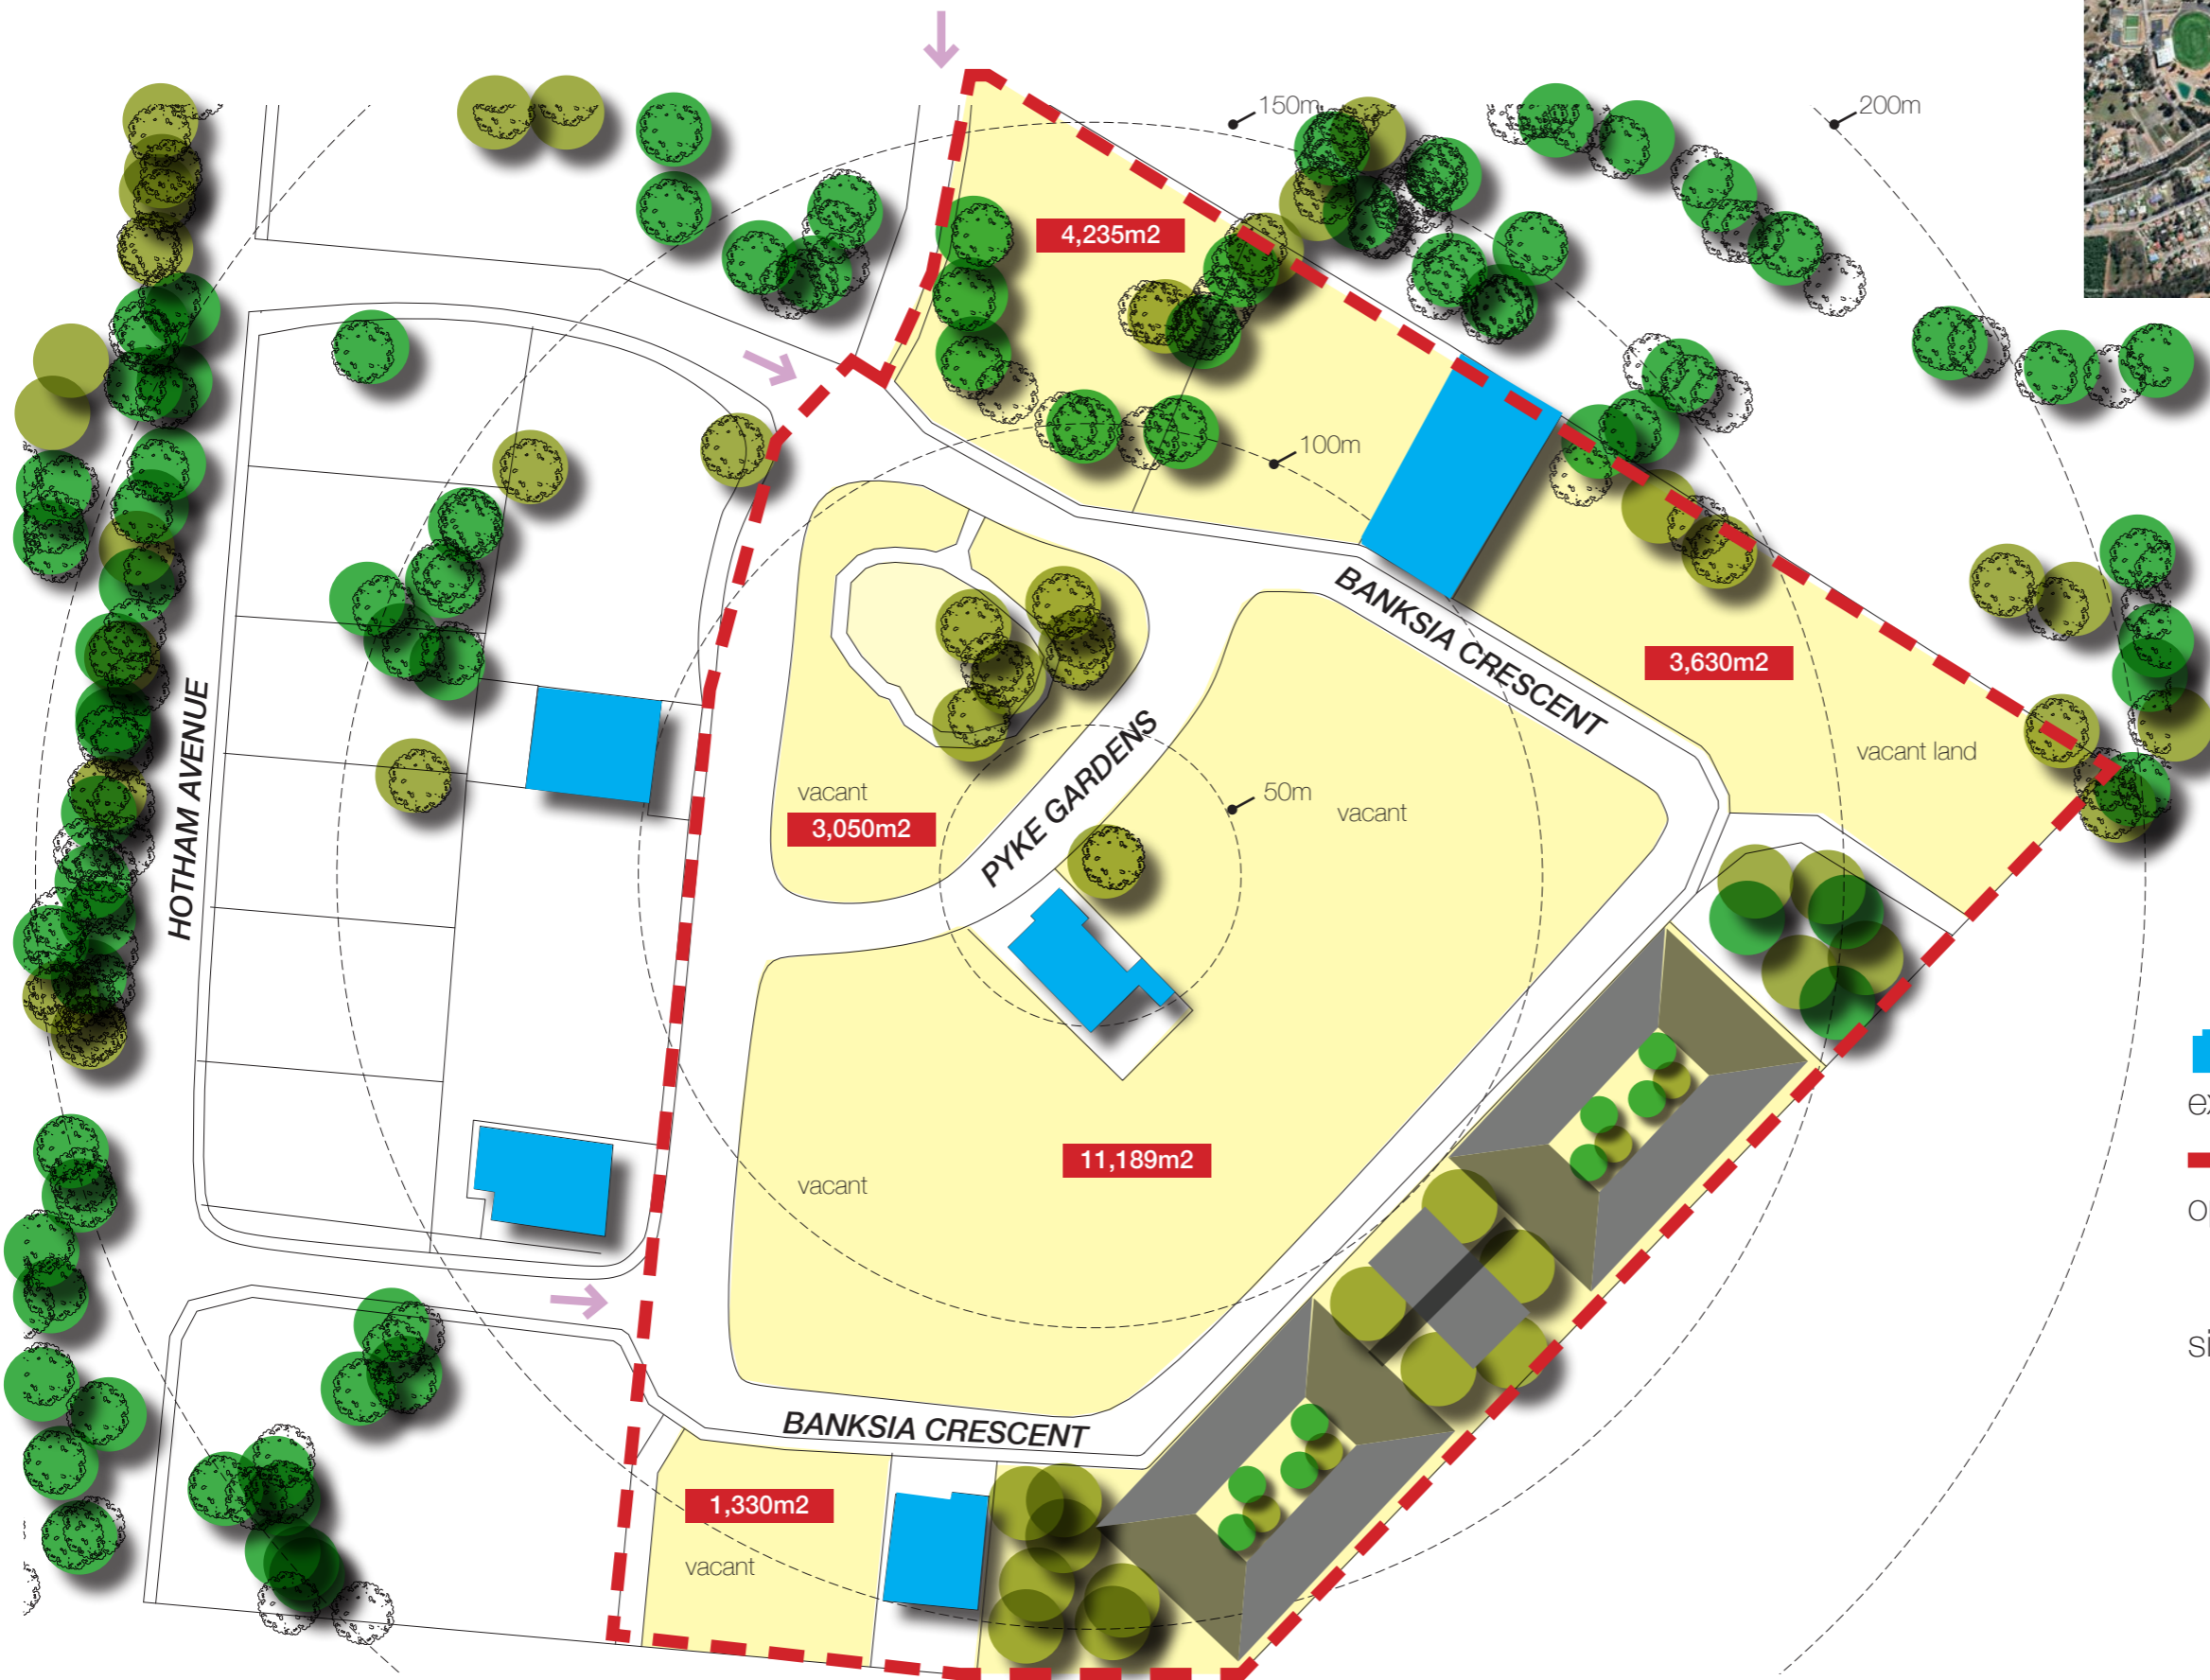 150m
200m
4,235m2
100m
BANKSIA CRESCENT
3,630m2
vacant land
HOTHAM AVENUE
PYKE GARDENS
vacant
3,050m2
50m
vacant
11,189m2
vacant
BANKSIA CRESCENT
1,330m2
vacant